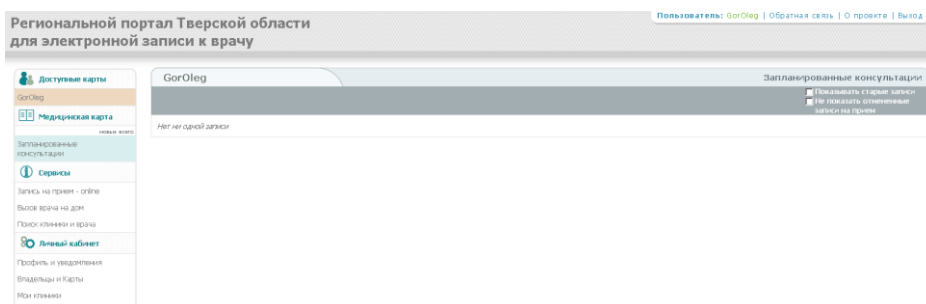 Региональной портал Тверской области
для электронной записи к врачу
Пользователь: GorOleg | Обратная связь | О проекте | Выход
Доступные карты
GorOleg
Медицинская карта
новых всего
Запланированные
консультации
Сервисы
Запись на прием - online
Вызов врача на дом
Поиск клиники и врача
Личный кабинет
Профиль и уведомления
Владельцы и Карты
Мои клиники
GorOleg
Запланированные консультации
Показывать старые записи
Не показать отмененные
записи на прием
Нет ни одной записи